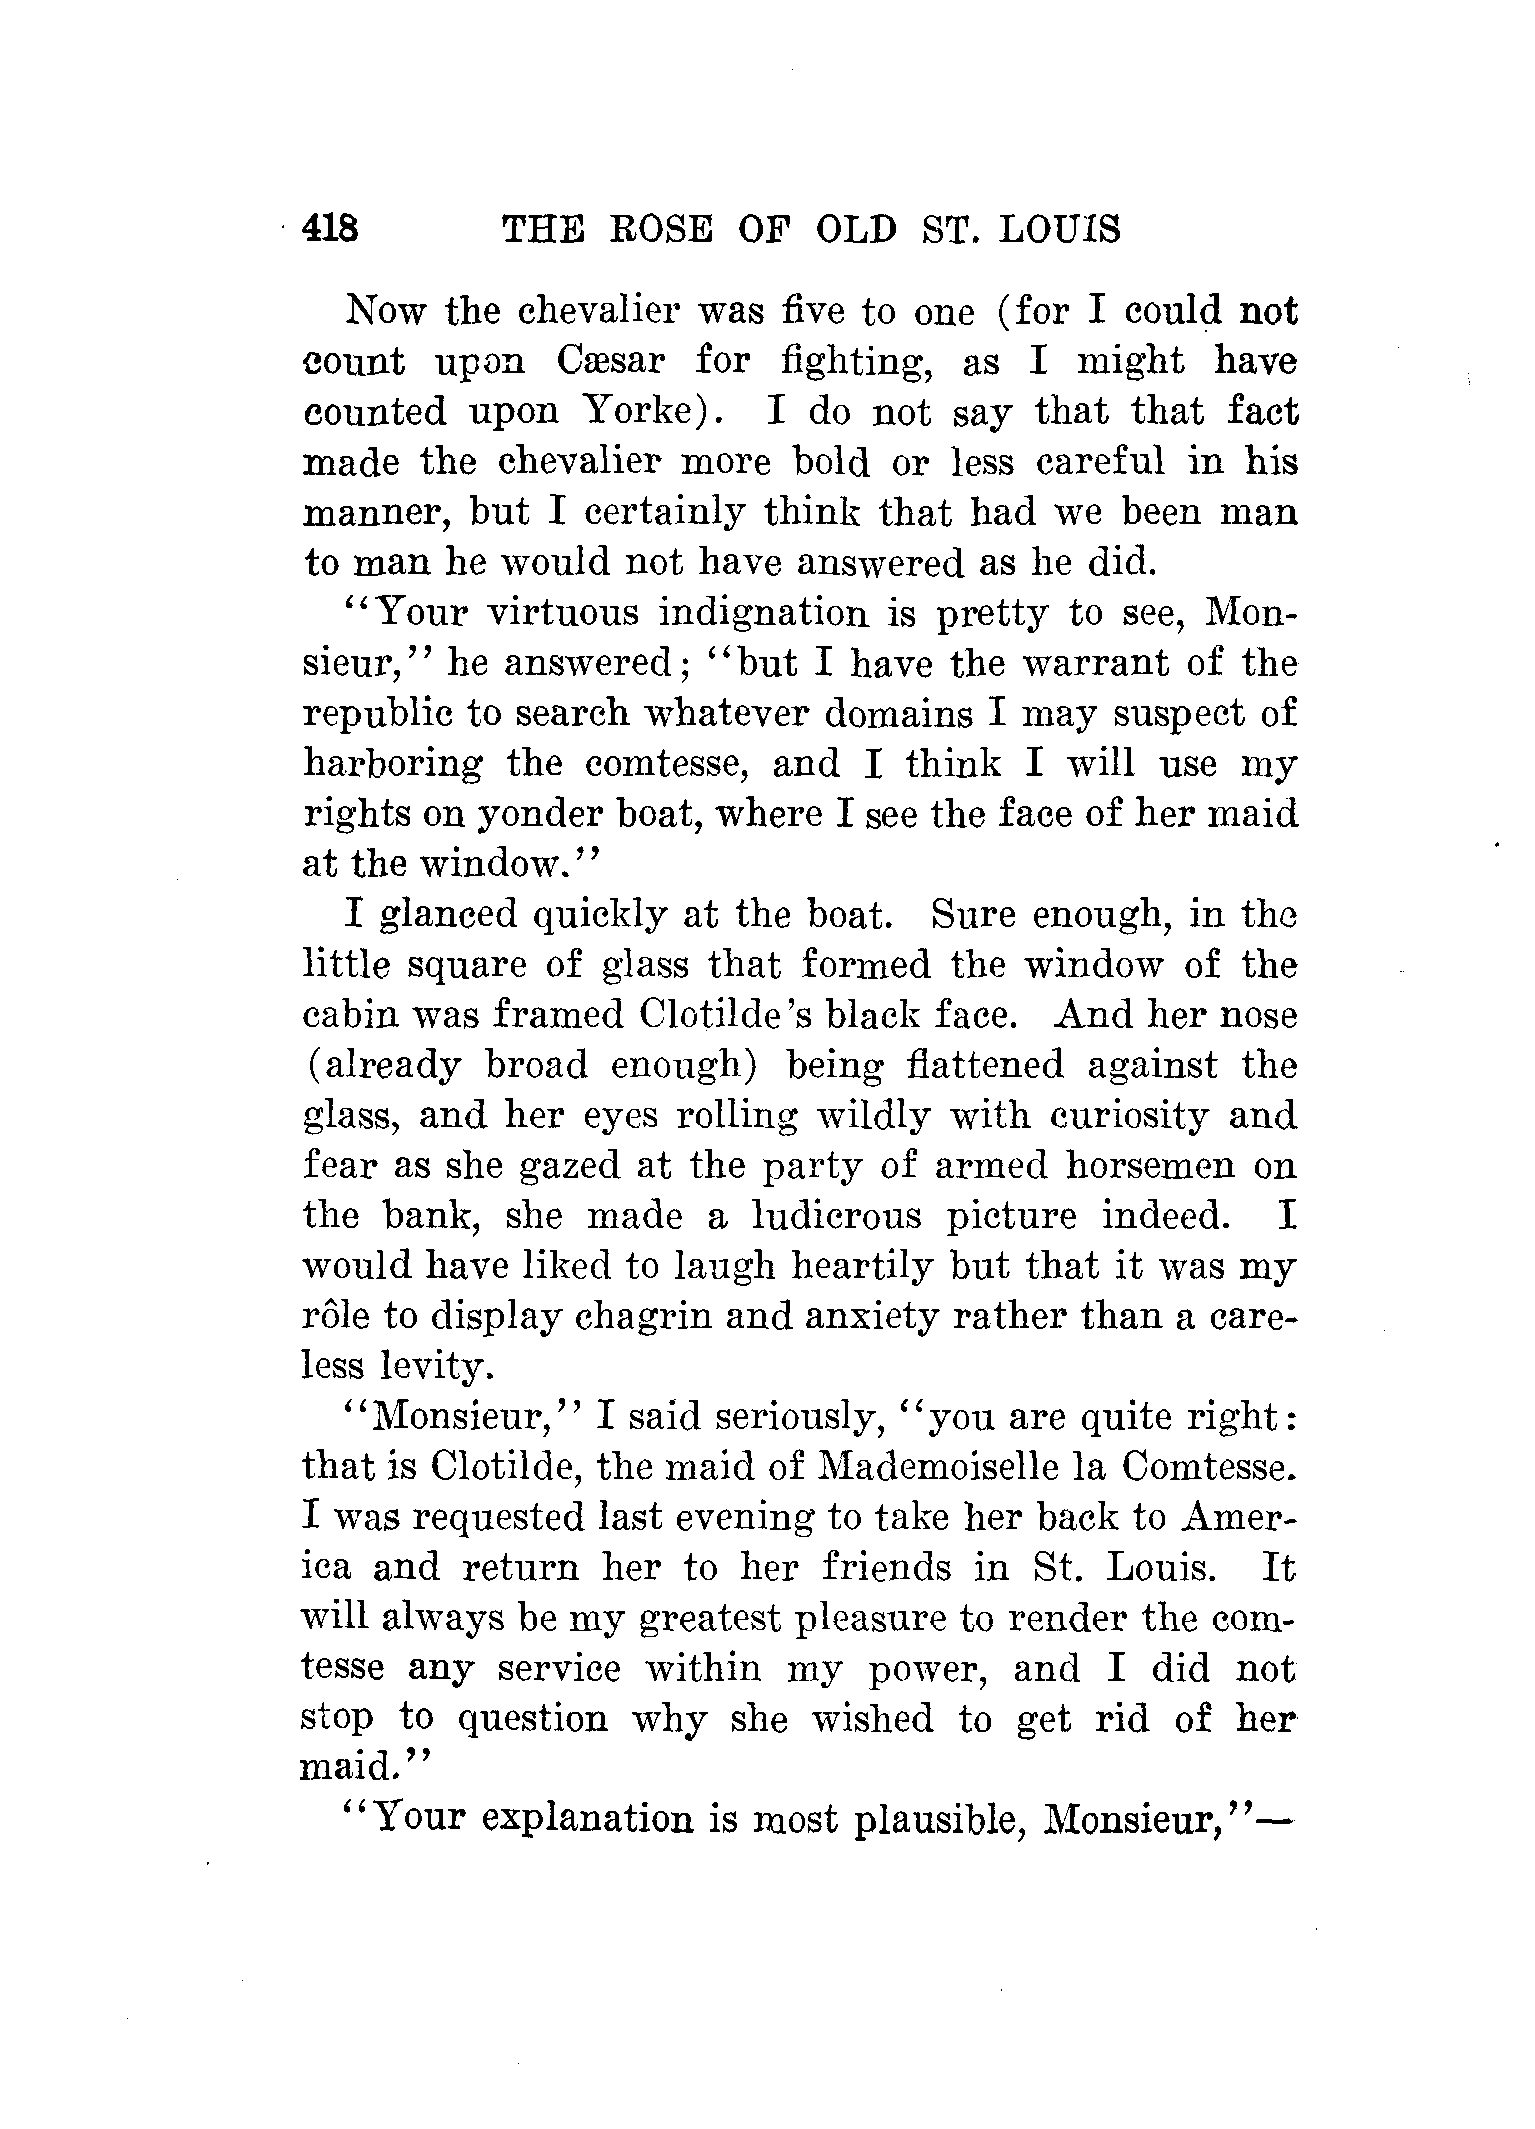 418 THE ROSE OF OLD ST. LOUIS
Now the chevalier was five to one (for I could not
count upon Cæsar for fighting, as I might have
counted upon Yorke). I do not say that that fact
made the chevalier more bold or less careful in his
manner, but I certainly think that had we been man
to man he would not have answered as he did.
"Your virtuous indignation is pretty to see, Mon-
sieur," he answered; "but I have the warrant of the
republic to search whatever domains I may suspect of
harboring the comtesse, and I think I will use my
rights on yonder boat, where I see the face of her maid
at the window."
I glanced quickly at the boat. Sure enough, in the
little square of glass that formed the window of the
cabin was framed Clotilde's black face. And her nose
(already broad enough) being flattened against the
glass, and her eyes rolling wildly with curiosity and
fear as she gazed at the party of armed horsemen on
the bank, she made a ludicrous picture indeed. I
would have liked to laugh heartily but that it was my
rôle to display chagrin and anxiety rather than a care-
less levity.
"Monsieur," I said seriously, "you are quite right:
that is Clotilde, the maid of Mademoiselle la Comtesse.
I was requested last evening to take her back to Amer-
ica and return her to her friends in St. Louis. It
will always be my greatest pleasure to render the com-
tesse any service within my power, and I did not
stop to question why she wished to get rid of her
maid."
"Your explanation is most plausible, Monsieur,"—